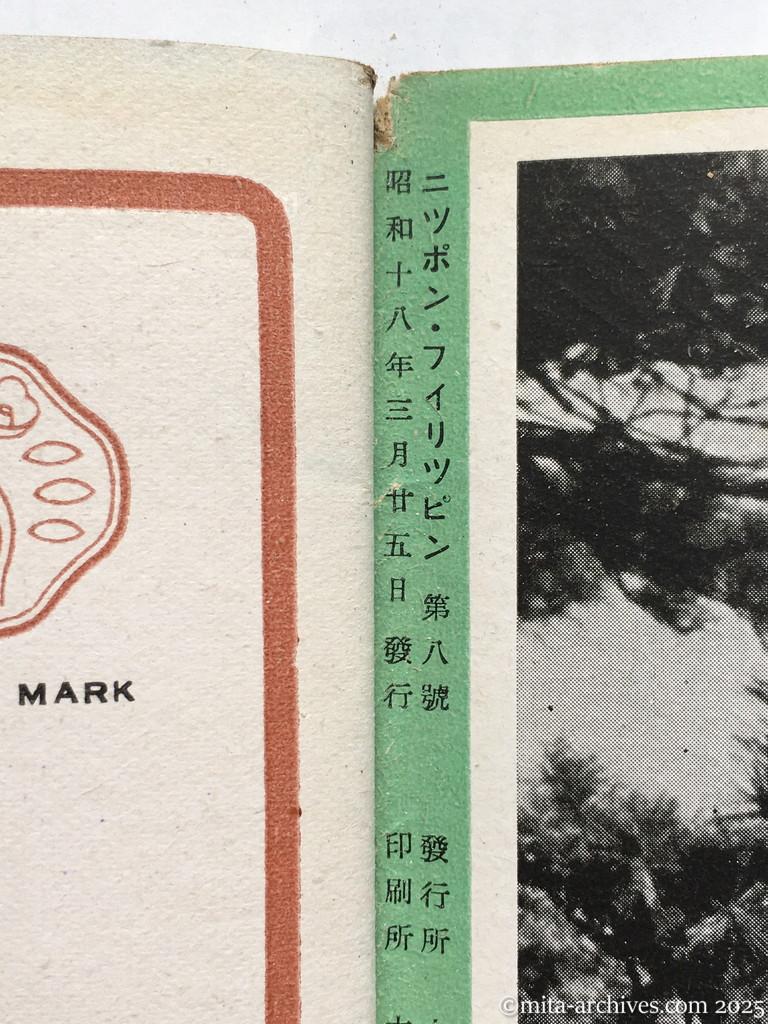 ニツポン・フイリツピン 第八號 發行所
昭和十八年三月廿五日 發行 印刷所
MARK
©mita-archives.com 2025